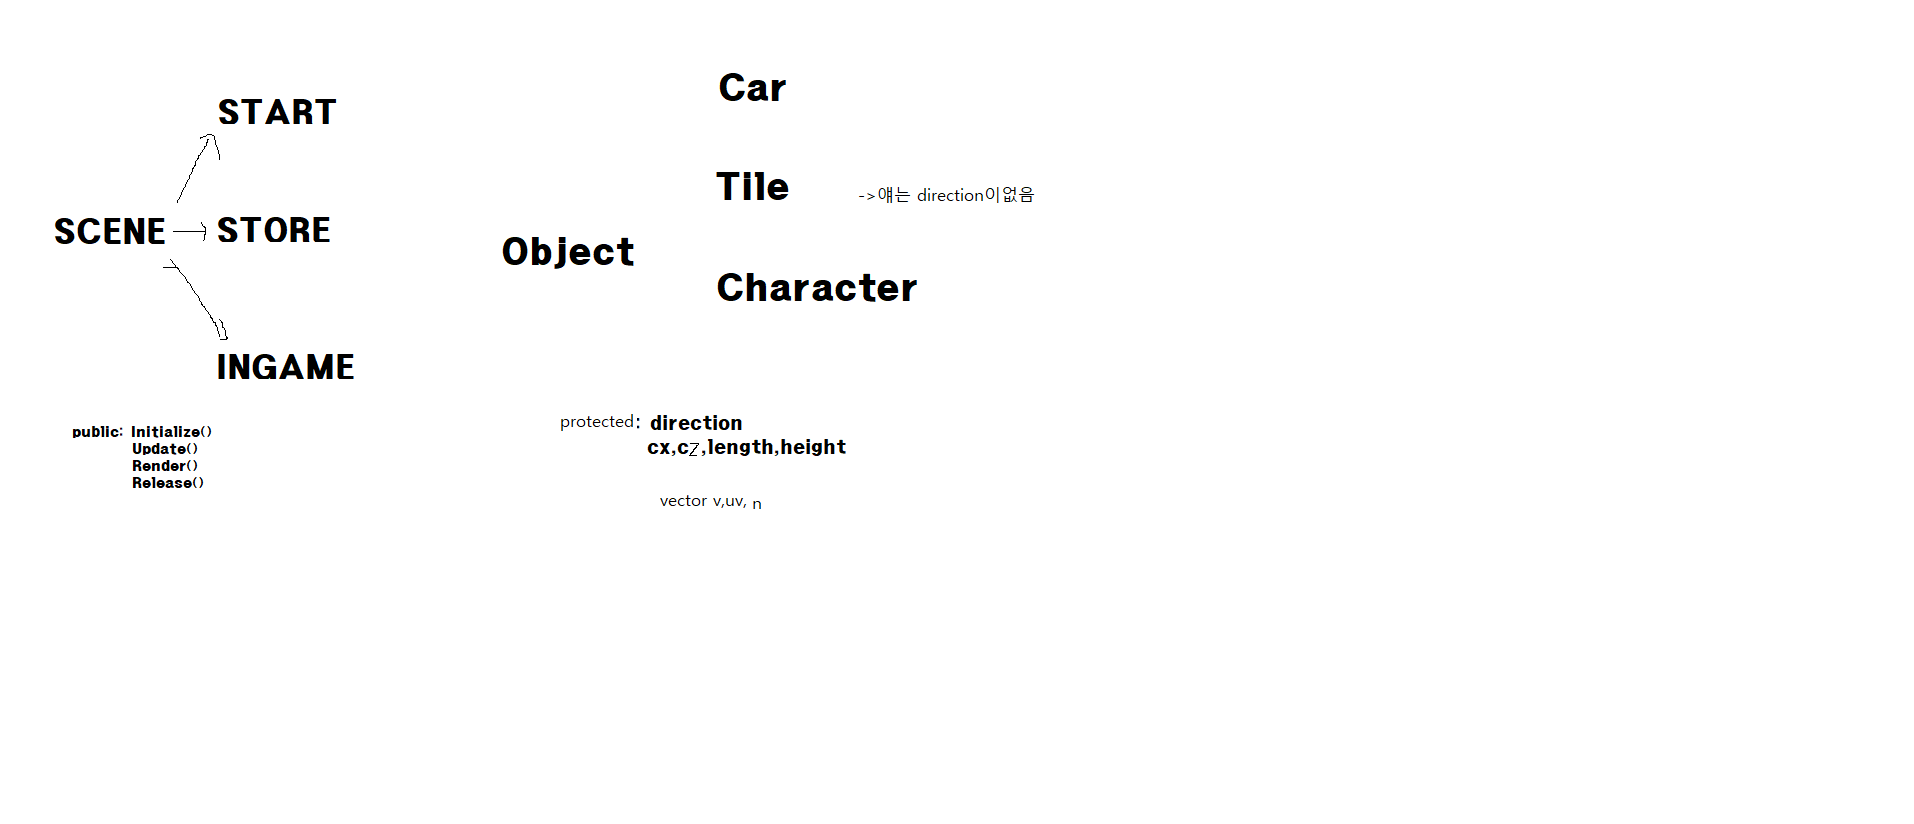 START
SCENE
STORE
INGAME
public: Initialize()
Update()
Render()
Release()
Car
Tile
->얘는 direction이없음
Object
Character
protected: direction
cx,cz,length,height
vector v,uv, n